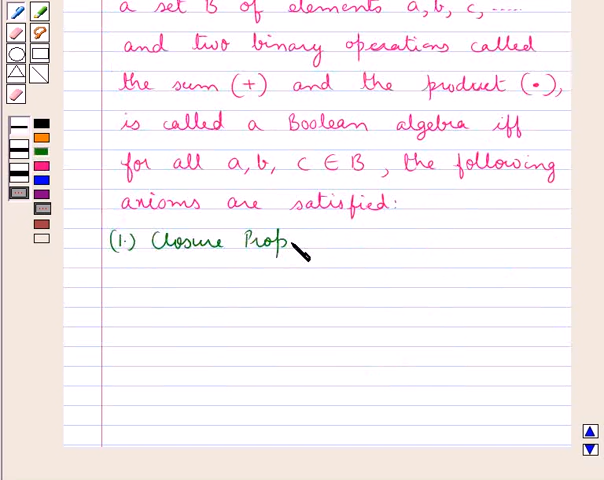 a set B of elements a, b, c, .....
and two binary operations called
the sum (+) and the product (•),
is called a Boolean algebra iff
for all a, b, c ∈ B, the following
axioms are satisfied:
(1.) Closure Prop